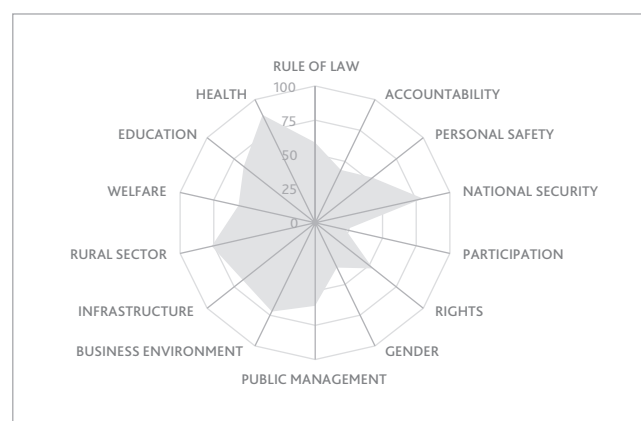 RULE OF LAW
100
HEALTH
ACCOUNTABILITY
75
EDUCATION
PERSONAL SAFETY
50
WELFARE
NATIONAL SECURITY
25
0
RURAL SECTOR
PARTICIPATION
INFRASTRUCTURE
RIGHTS
BUSINESS ENVIRONMENT
GENDER
PUBLIC MANAGEMENT